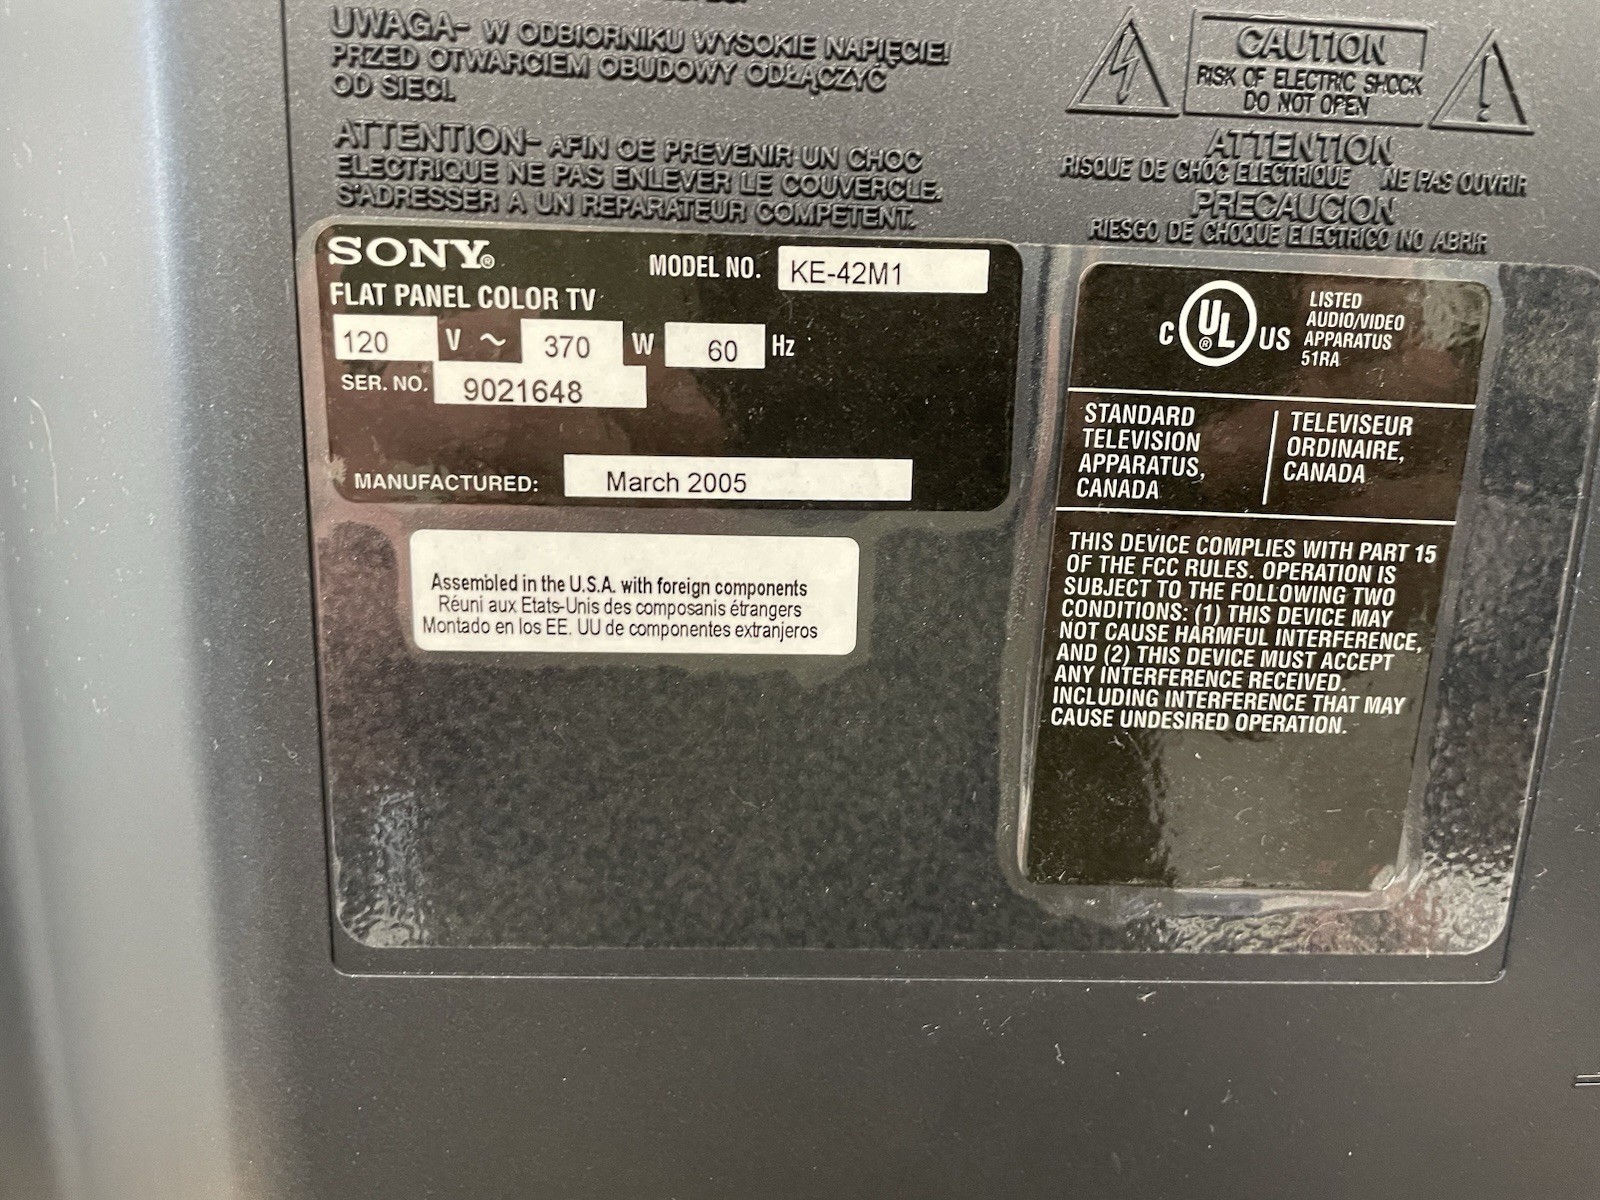 UWAGA- W ODBIORNIKU WYSOKIE NAPIĘCIE!
PRZED OTWARCIEM OBUDOWY ODŁĄCZYĆ
OD SIECI.
ATTENTION- AFIN DE PREVENIR UN CHOC
ELECTRIQUE NE PAS ENLEVER LE COUVERCLE.
S'ADRESSER A UN REPARATEUR COMPETENT.
CAUTION
RISK OF ELECTRIC SHOCK
DO NOT OPEN
ATTENTION
RISQUE DE CHOC ELECTRIQUE NE PAS OUVRIR
PRECAUCION
RIESGO DE CHOQUE ELECTRICO NO ABRIR
SONY®
MODEL NO. KE-42M1
FLAT PANEL COLOR TV
120 V ~ 370 W 60 Hz
SER. NO. 9021648
MANUFACTURED: March 2005
Assembled in the U.S.A. with foreign components
Réuni aux Etats-Unis des composanis étrangers
Montado en los EE. UU de componentes extranjeros
C UL ® US
LISTED
AUDIO/VIDEO
APPARATUS
51RA
STANDARD
TELEVISION
APPARATUS,
CANADA
TELEVISEUR
ORDINAIRE,
CANADA
THIS DEVICE COMPLIES WITH PART 15
OF THE FCC RULES. OPERATION IS
SUBJECT TO THE FOLLOWING TWO
CONDITIONS: (1) THIS DEVICE MAY
NOT CAUSE HARMFUL INTERFERENCE,
AND (2) THIS DEVICE MUST ACCEPT
ANY INTERFERENCE RECEIVED,
INCLUDING INTERFERENCE THAT MAY
CAUSE UNDESIRED OPERATION.